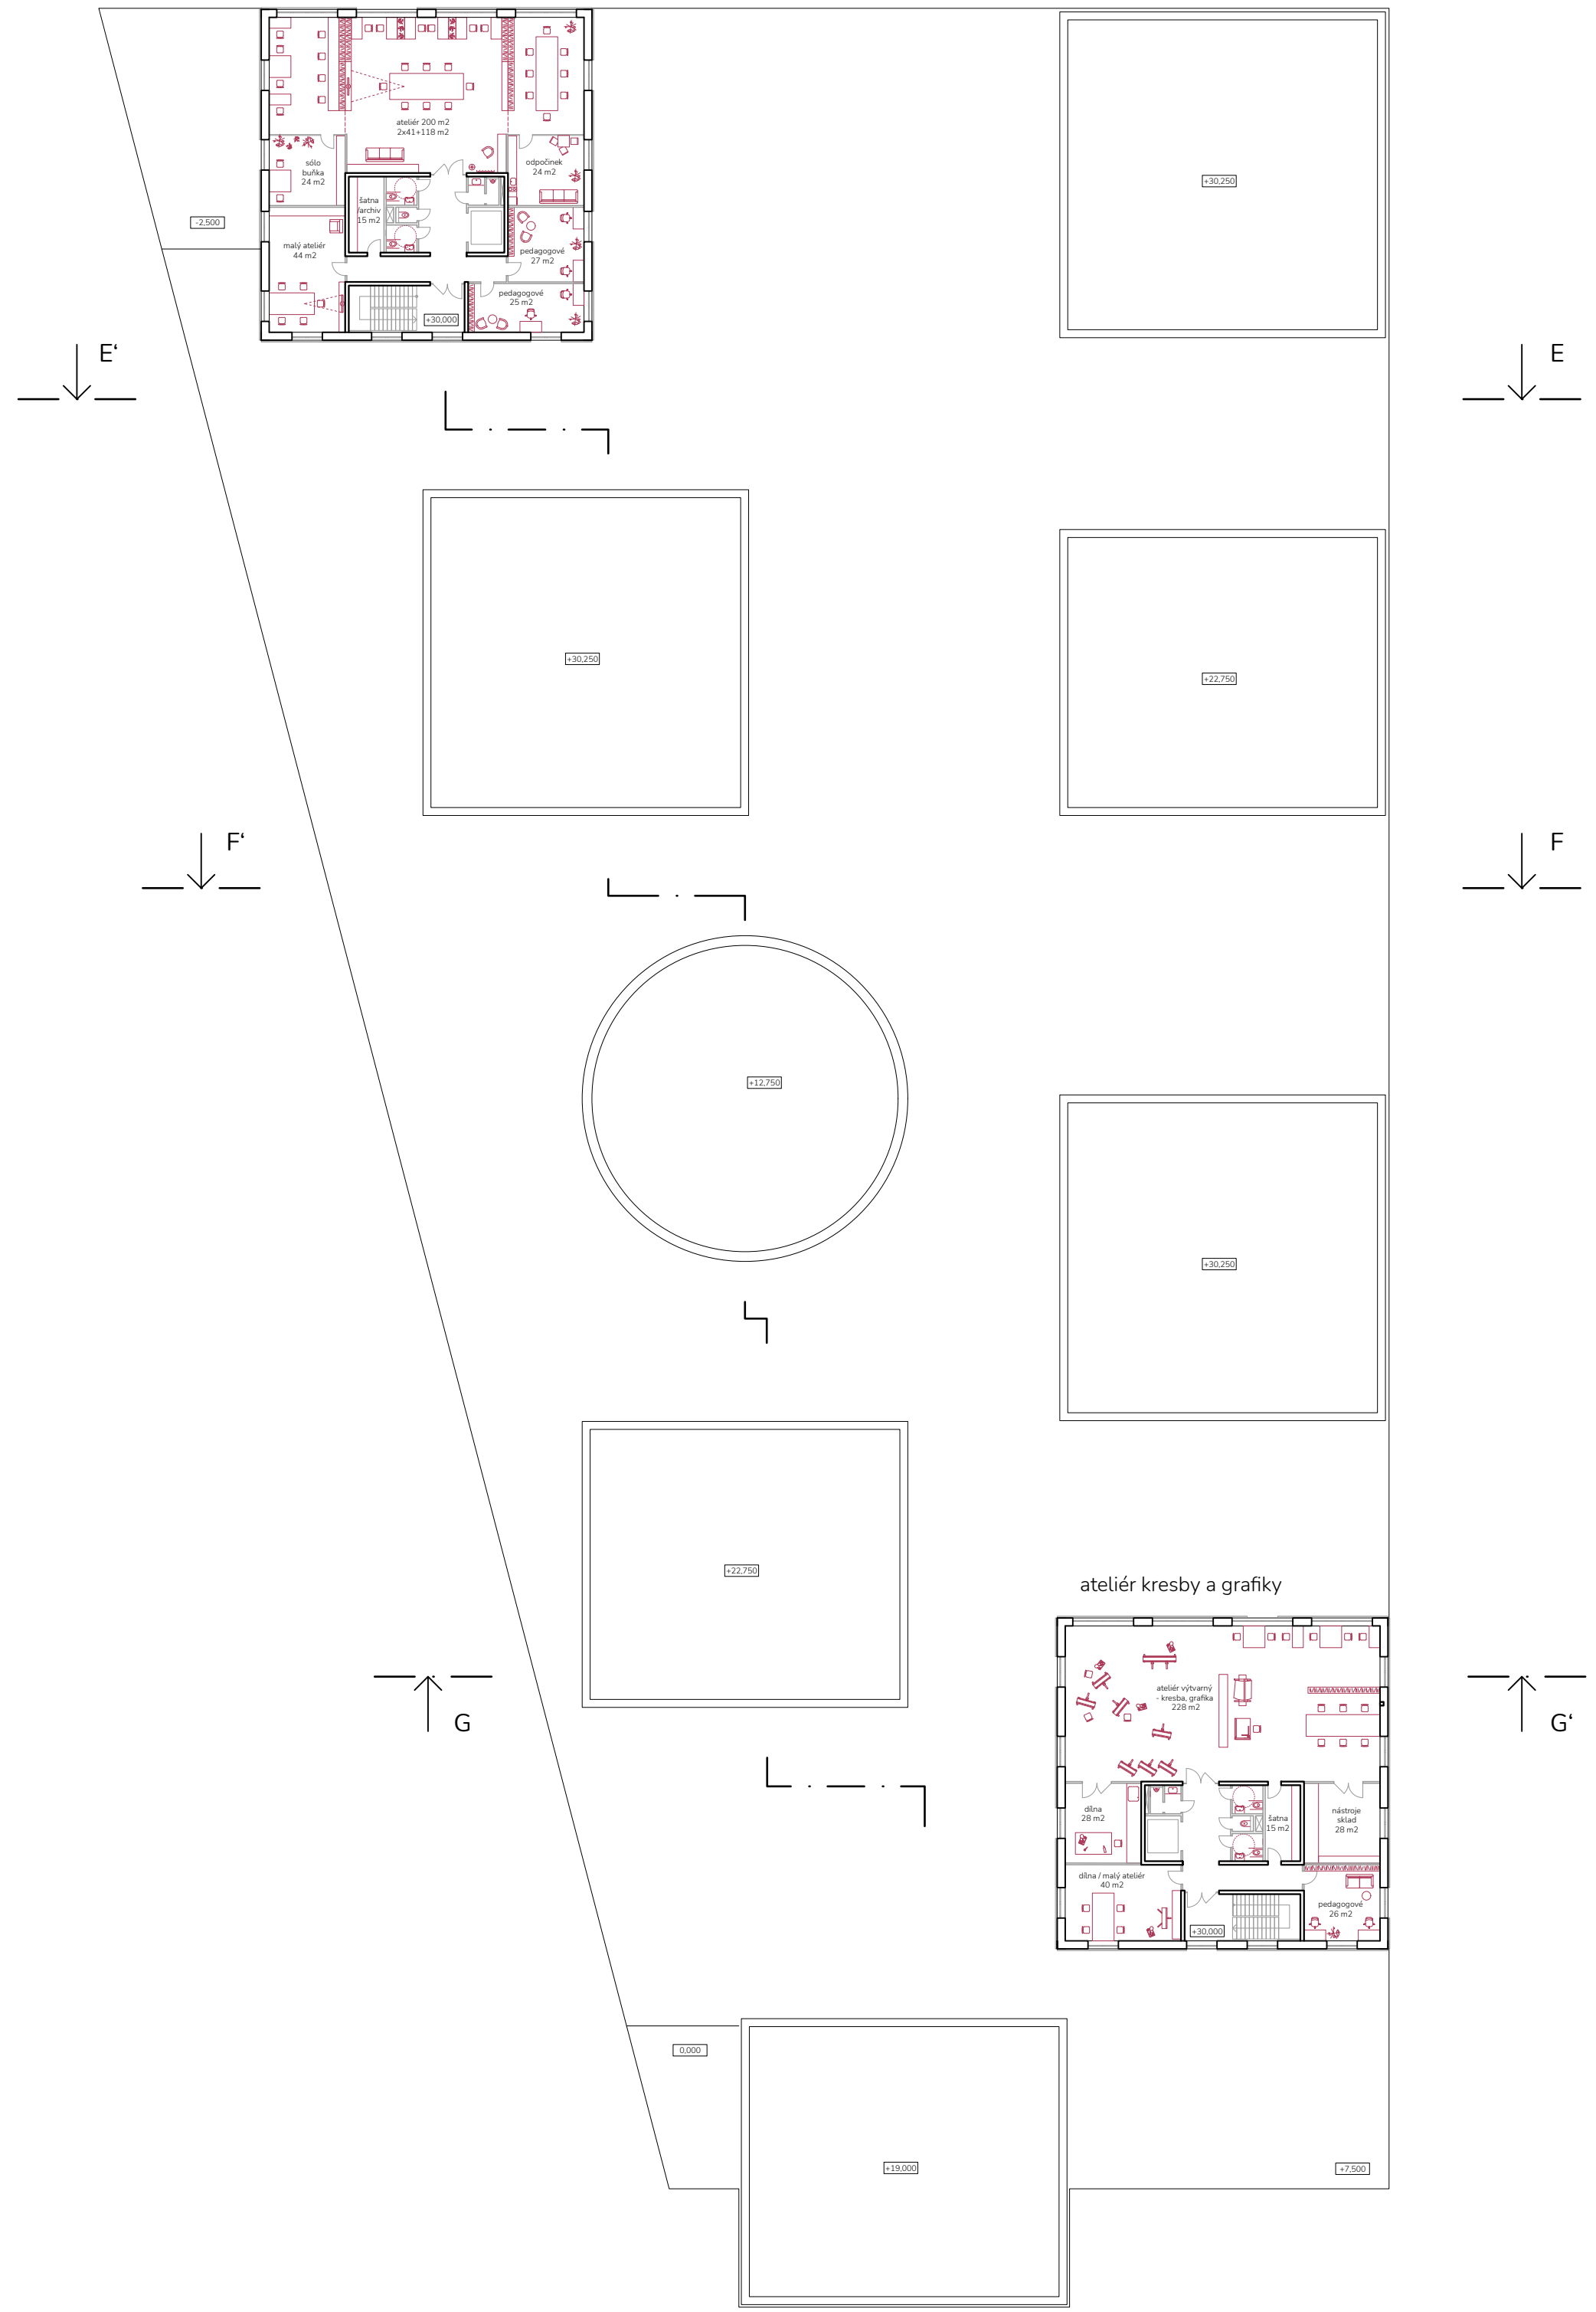 ateliér 200 m2
2x41+118 m2
sólo
buňka
24 m2
odpočinek
24 m2
šatna
/archiv
15 m2
-2,500
malý ateliér
44 m2
pedagogové
27 m2
pedagogové
25 m2
+30,000
+30,250
E‘
E
+30,250
+22,750
F‘
F
+12,750
+30,250
+22,750
ateliér kresby a grafiky
ateliér výtvarný
- kresba, grafika
228 m2
G
G‘
dílna
28 m2
šatna
15 m2
nástroje
sklad
28 m2
dílna / malý ateliér
40 m2
pedagogové
26 m2
+30,000
0,000
+19,000
+7,500